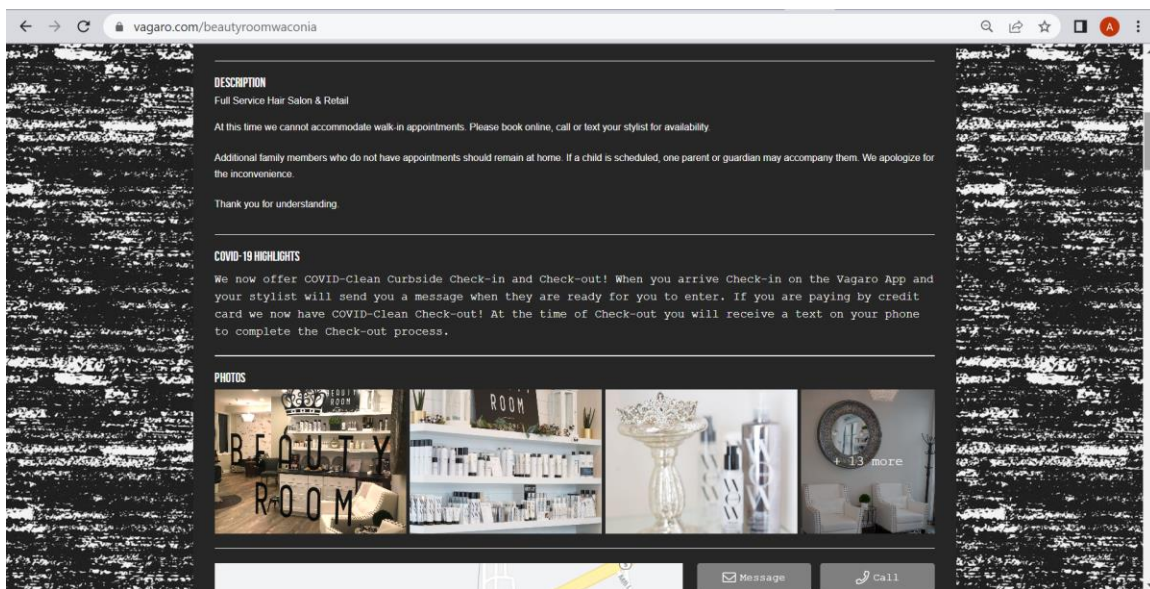 vagaro.com/beautyroomwaconia
A
DESCRIPTION
Full Service Hair Salon & Retail
At this time we cannot accommodate walk-in appointments. Please book online, call or text your stylist for availability.
Additional family members who do not have appointments should remain at home. If a child is scheduled, one parent or guardian may accompany them. We apologize for
the inconvenience.
Thank you for understanding.
COVID-19 HIGHLIGHTS
We now offer COVID-Clean Curbside Check-in and Check-out! When you arrive Check-in on the Vagaro App and
your stylist will send you a message when they are ready for you to enter. If you are paying by credit
card we now have COVID-Clean Check-out! At the time of Check-out you will receive a text on your phone
to complete the Check-out process.
PHOTOS
ROOM
BEAUTY
ROOM
ROOM
WOW
WOW
+ 13 more
Message
Call